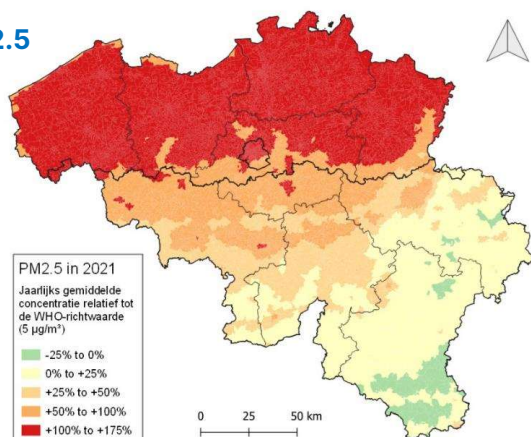 2.5
PM2.5 in 2021
Jaarlijks gemiddelde
concentratie relatief tot
de WHO-richtwaarde
(5 µg/m³)
-25% to 0%
0% to +25%
+25% to +50%
+50% to +100%
+100% to +175%
0 25 50 km